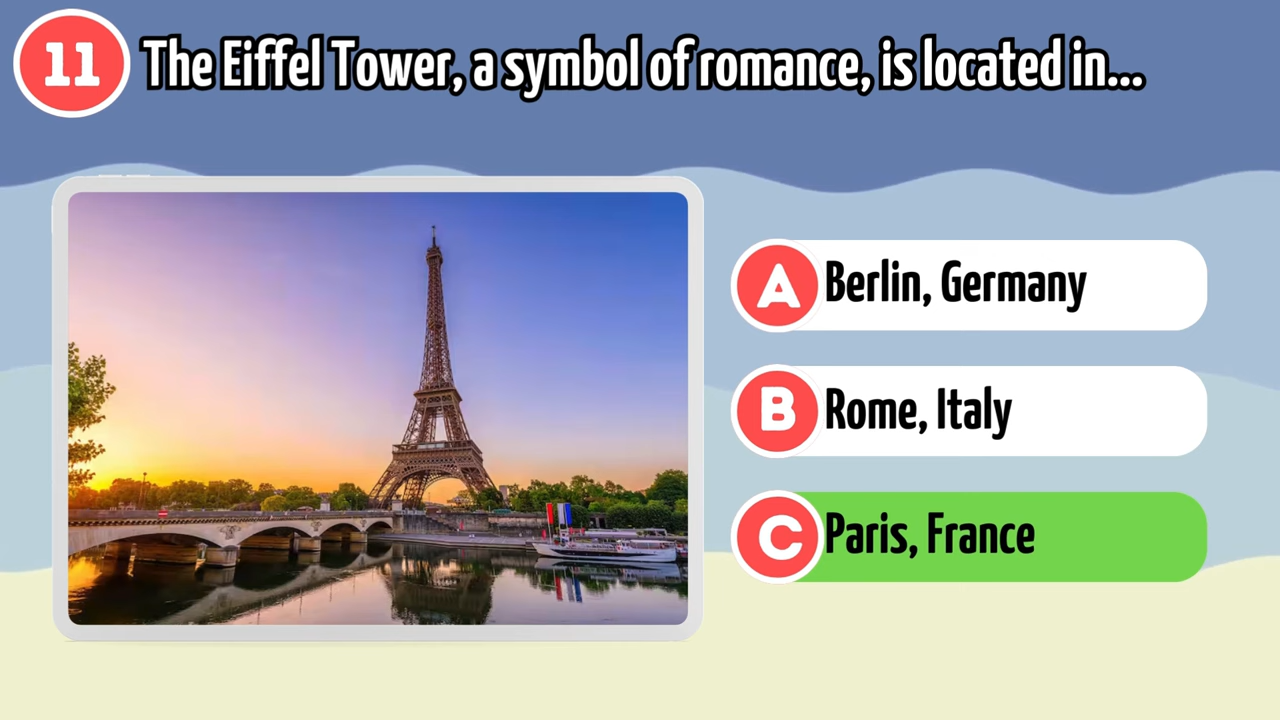 11 The Eiffel Tower, a symbol of romance, is located in...
A Berlin, Germany
B Rome, Italy
C Paris, France